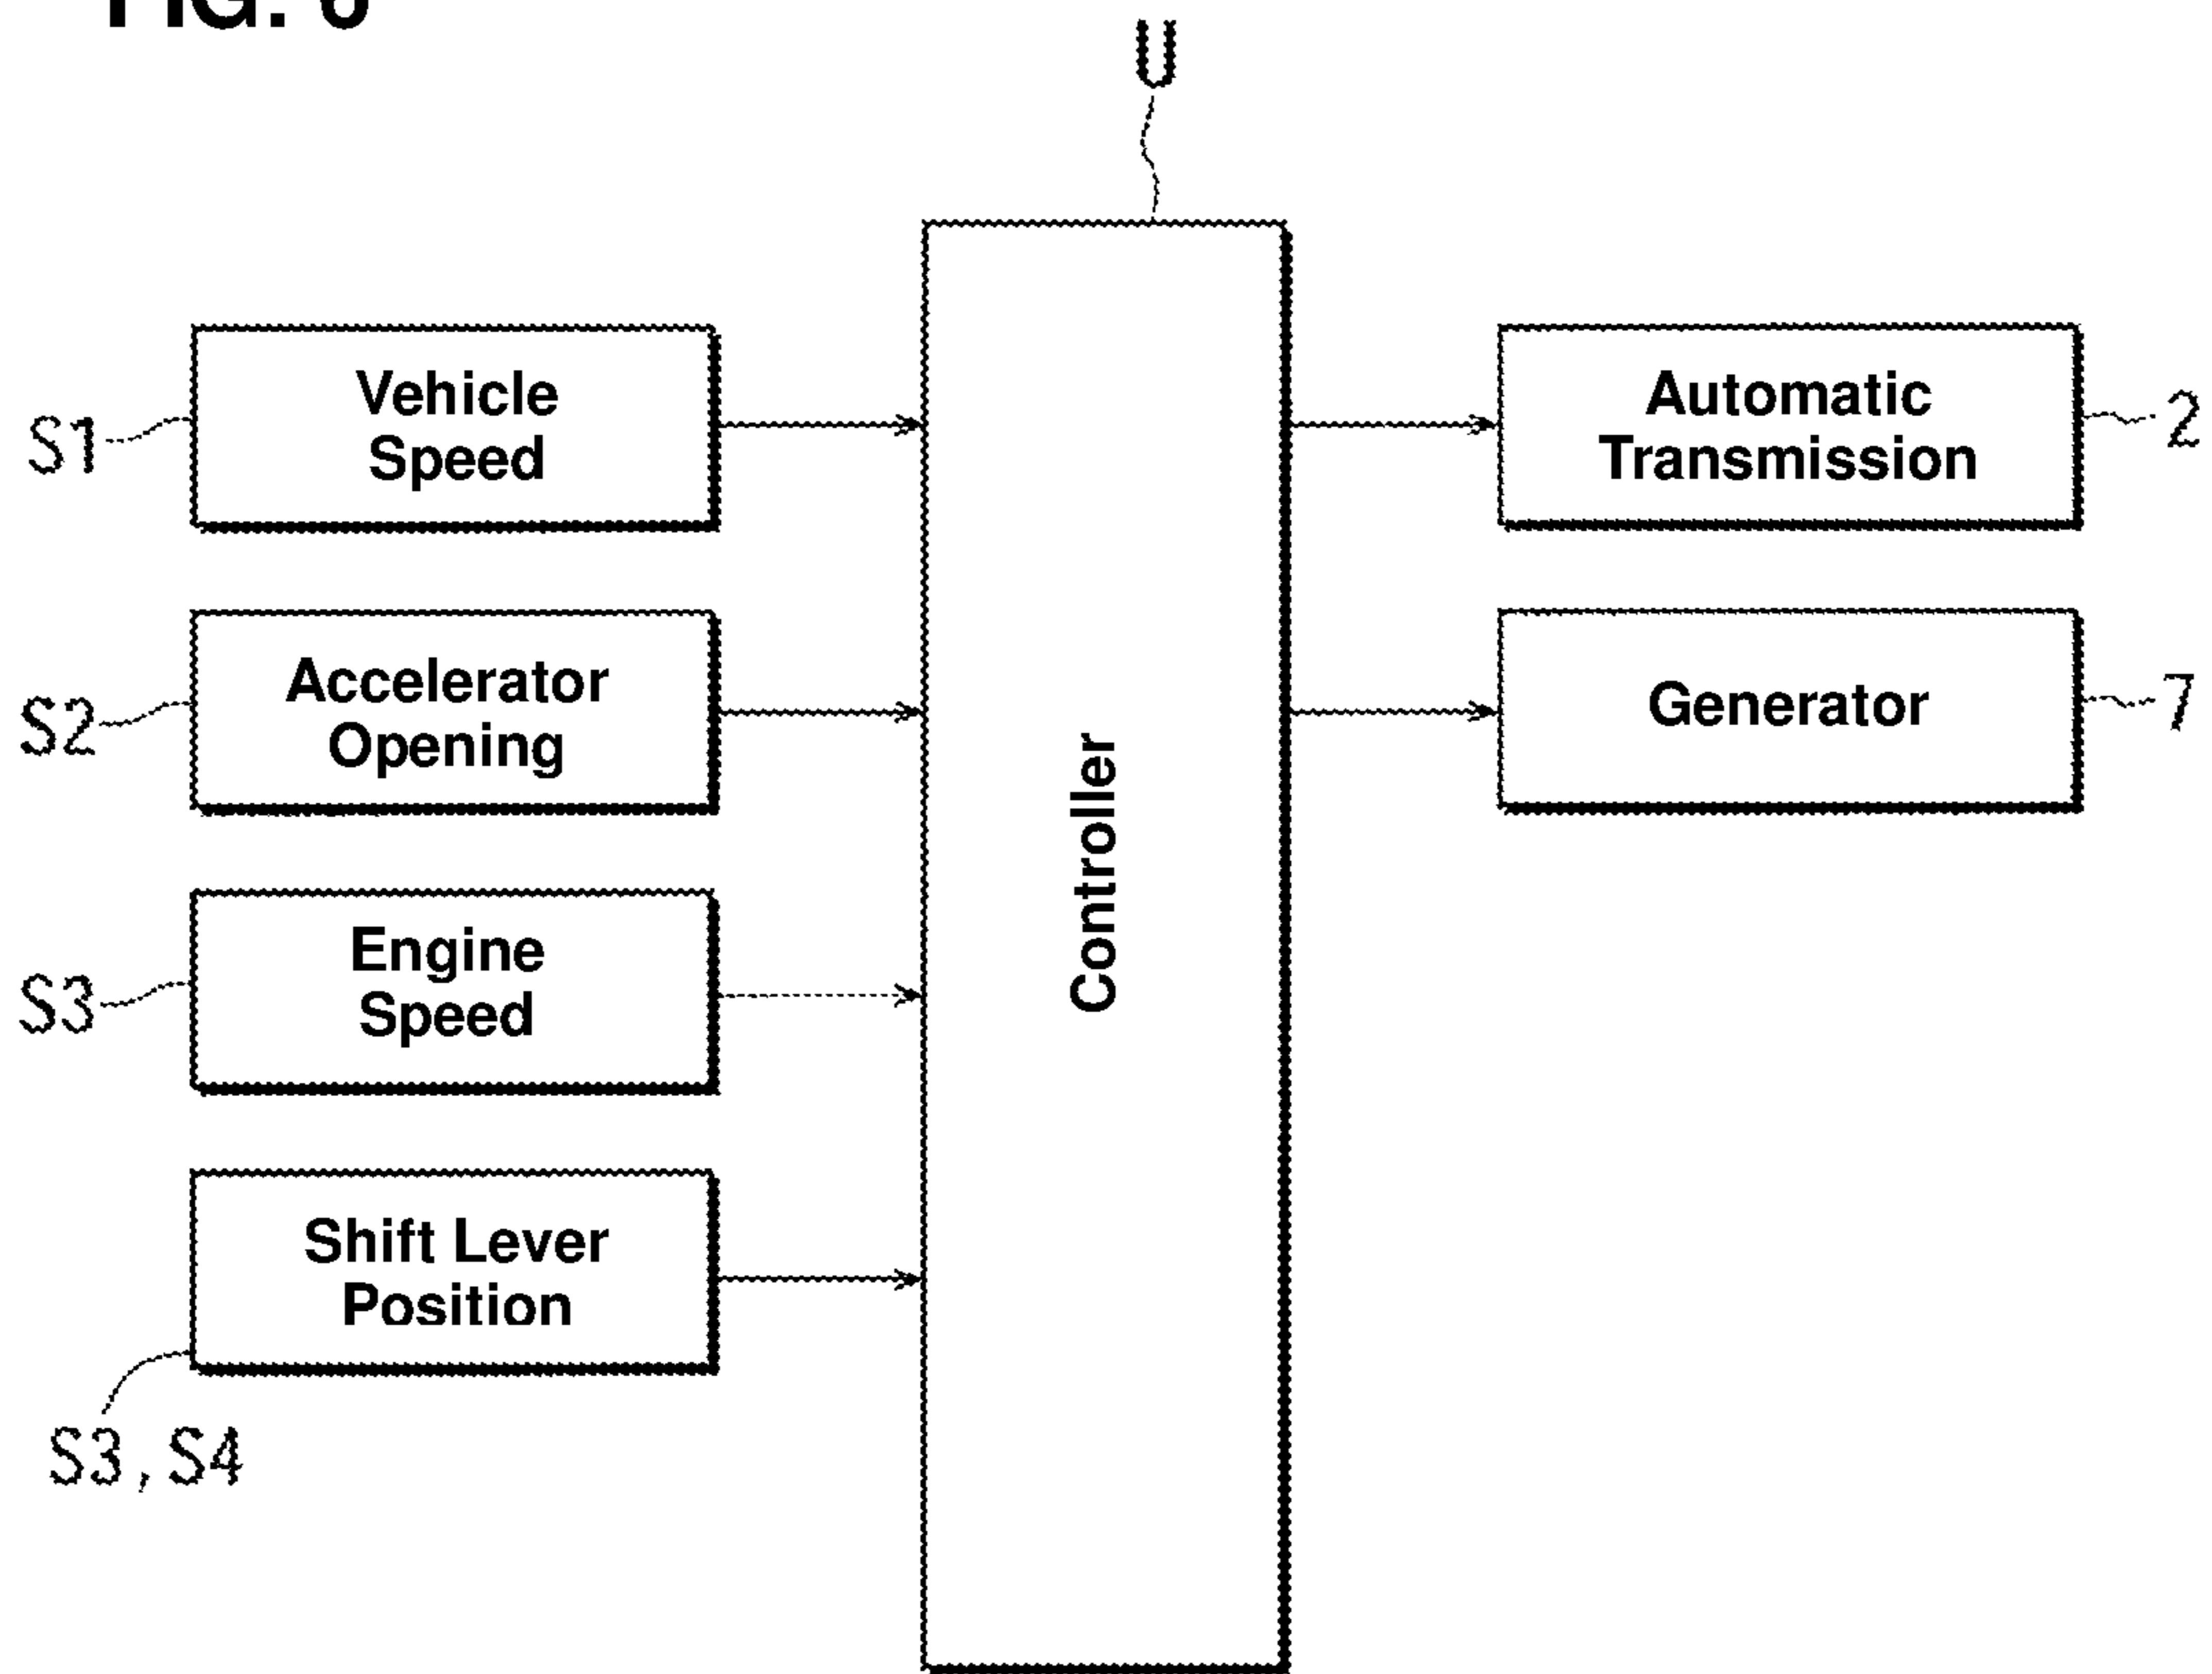 FIG.
U
Vehicle
Speed
S1
Automatic
Transmission
2
Accelerator
Opening
S2
Generator
7
Controller
Engine
Speed
S3
Shift Lever
Position
S3,S4